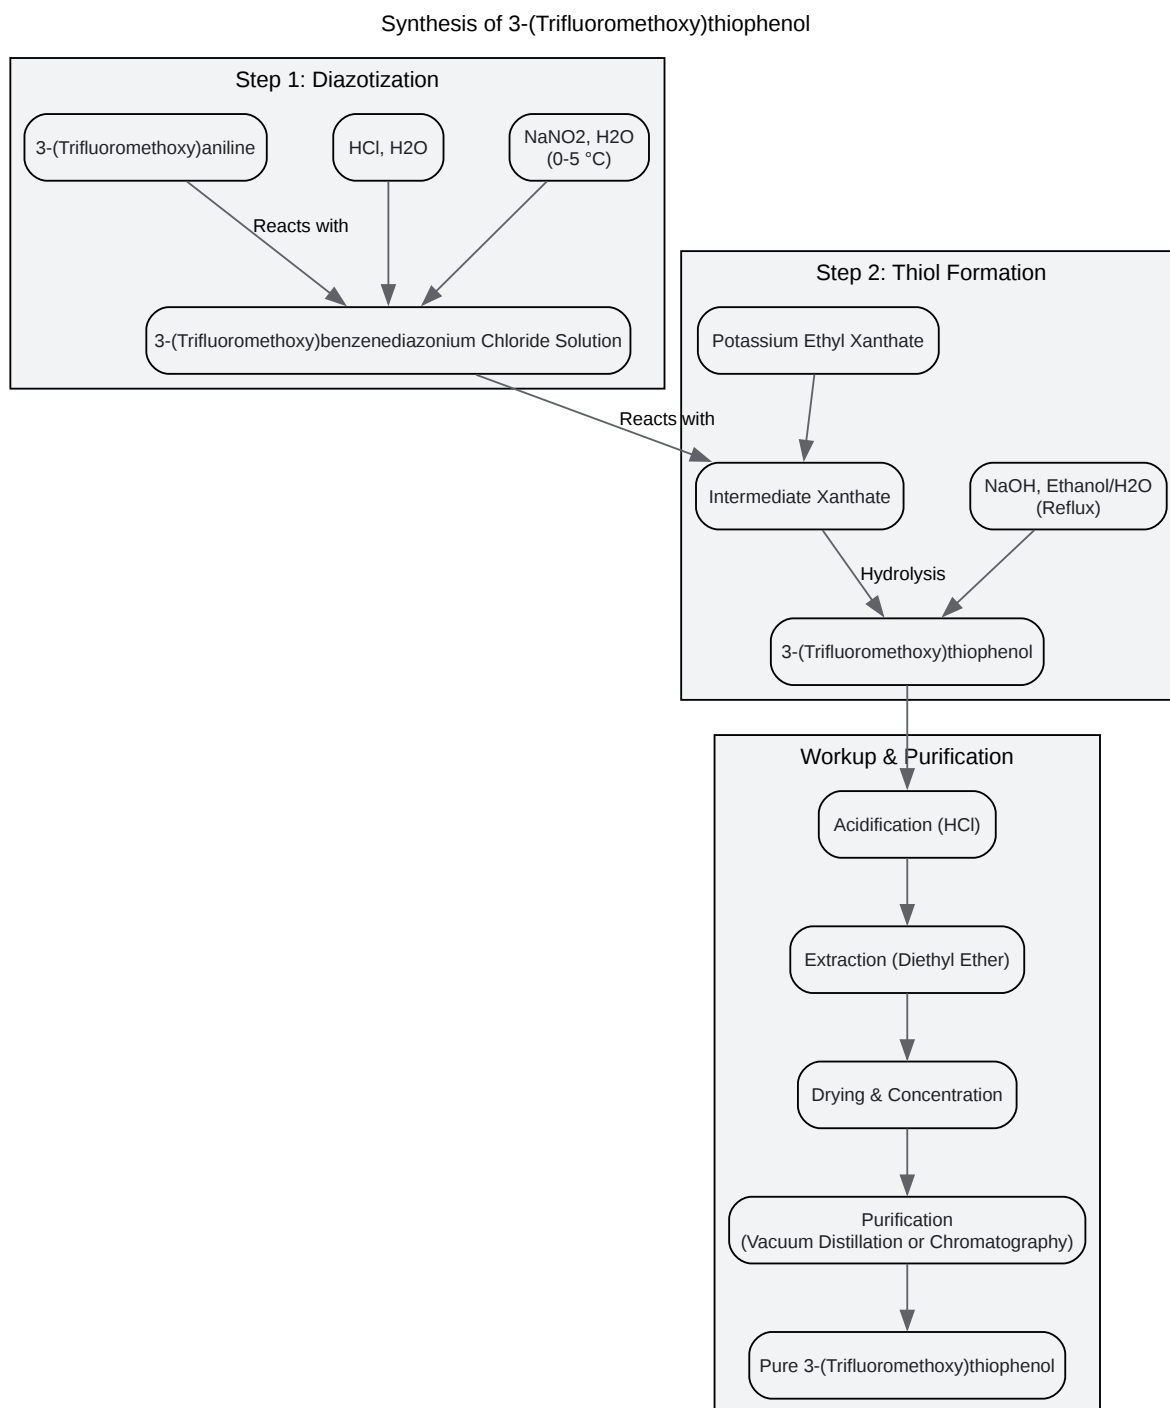 Synthesis of 3-(Trifluoromethoxy)thiophenol
Step 1: Diazotization
3-(Trifluoromethoxy)aniline
HCl, H2O
NaNO2, H2O
(0-5 °C)
Reacts with
3-(Trifluoromethoxy)benzenediazonium Chloride Solution
Step 2: Thiol Formation
Potassium Ethyl Xanthate
Reacts with
Intermediate Xanthate
NaOH, Ethanol/H2O
(Reflux)
Hydrolysis
3-(Trifluoromethoxy)thiophenol
Workup & Purification
Acidification (HCl)
Extraction (Diethyl Ether)
Drying & Concentration
Purification
(Vacuum Distillation or Chromatography)
Pure 3-(Trifluoromethoxy)thiophenol